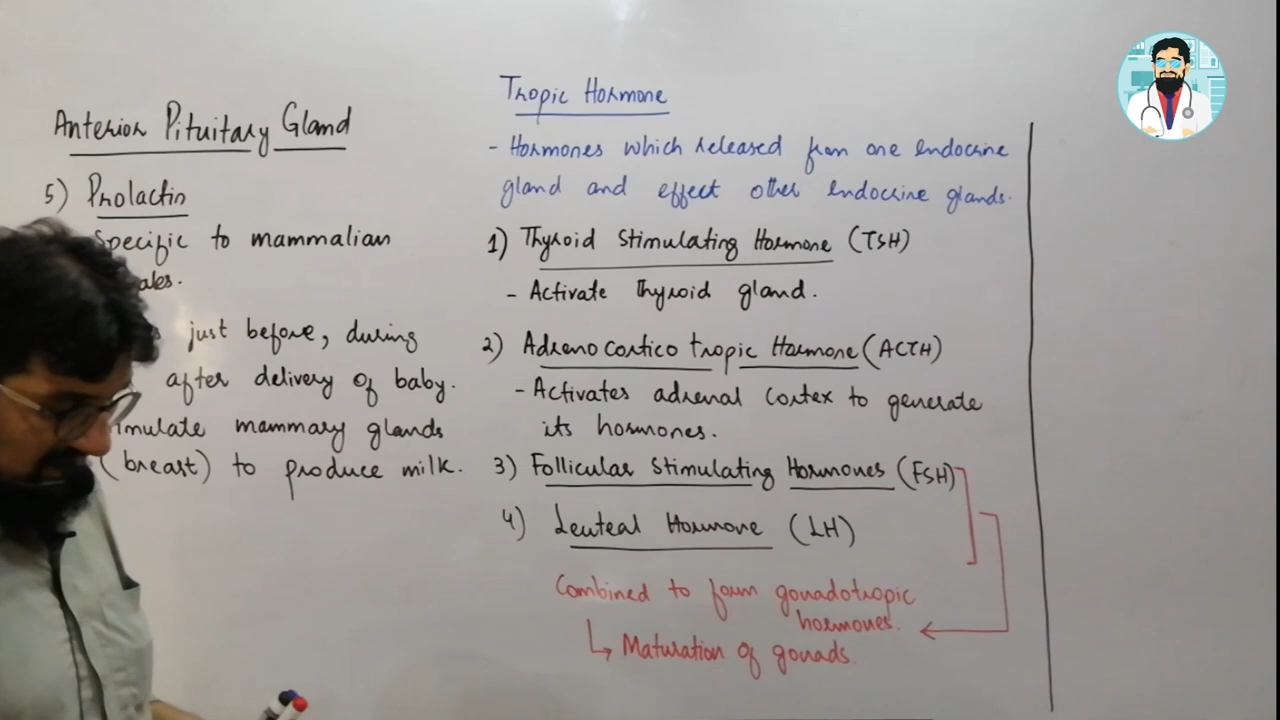 Anterior Pituitary Gland
5) Prolactin
Specific to mammalian
just before, during
after delivery of baby.
mammary glands
(breast) to produce milk.
Tropic Hormone
- Hormones which released from one endocrine
gland and effect other endocrine glands.
1) Thyroid Stimulating Hormone (TSH)
- Activate Thyroid gland.
2) Adrenocortico tropic Hormone (ACTH)
- Activates adrenal cortex to generate
its hormones.
3) Follicular Stimulating Hormones (FSH)
4) Leuteal Hormone (LH)
Combined to form gonadotropic
hormones.
↳ Maturation of gonads.